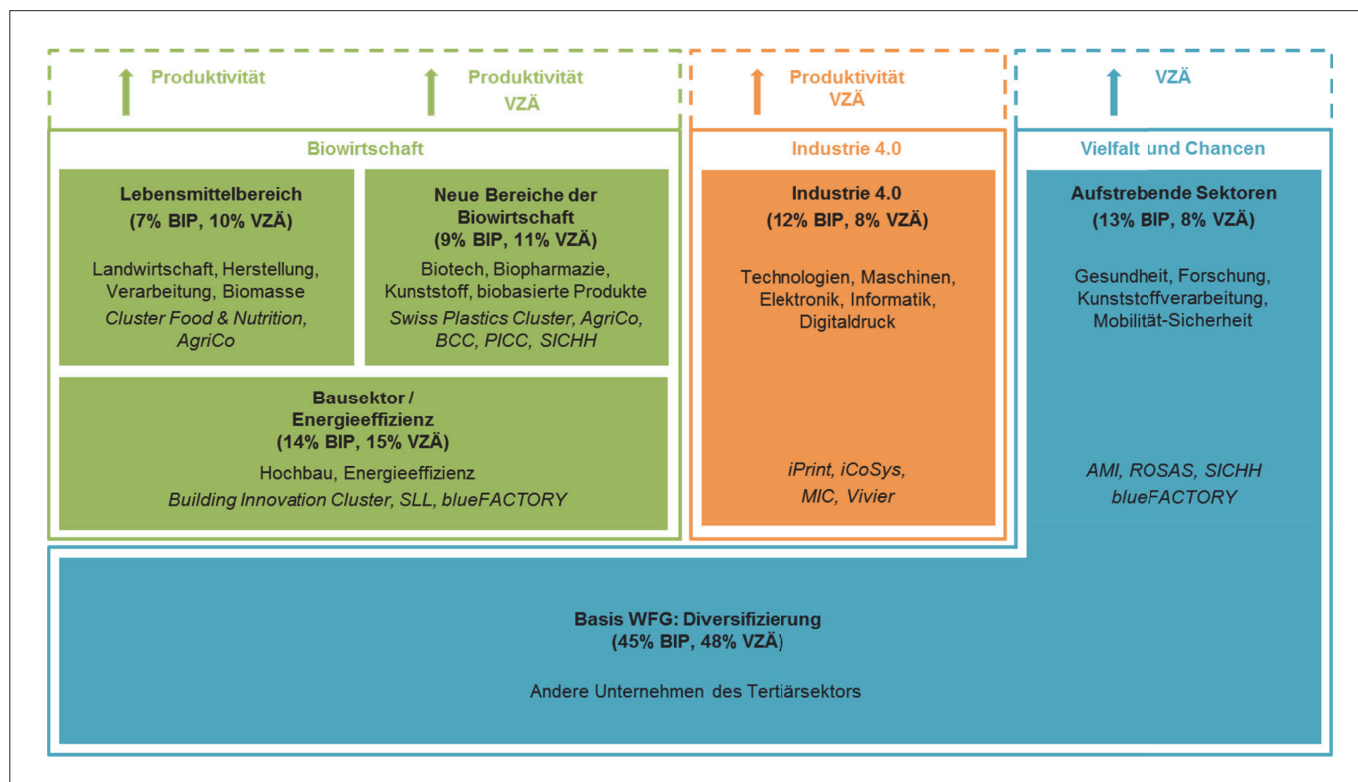 Produktivität
Produktivität
VZÄ
Produktivität
VZÄ
VZÄ
Biowirtschaft
Industrie 4.0
Vielfalt und Chancen
Lebensmittelbereich
(7% BIP, 10% VZÄ)
Landwirtschaft, Herstellung,
Verarbeitung, Biomasse
Cluster Food & Nutrition,
AgriCo
Neue Bereiche der
Biowirtschaft
(9% BIP, 11% VZÄ)
Biotech, Biopharmazie,
Kunststoff, biobasierte Produkte
Swiss Plastics Cluster, AgriCo,
BCC, PICC, SICHH
Industrie 4.0
(12% BIP, 8% VZÄ)
Technologien, Maschinen,
Elektronik, Informatik,
Digitaldruck
iPrint, iCoSys,
MIC, Vivier
Aufstrebende Sektoren
(13% BIP, 8% VZÄ)
Gesundheit, Forschung,
Kunststoffverarbeitung,
Mobilität-Sicherheit
AMI, ROSAS, SICHH
blueFACTORY
Bausektor /
Energieeffizienz
(14% BIP, 15% VZÄ)
Hochbau, Energieeffizienz
Building Innovation Cluster, SLL, blueFACTORY
Basis WFG: Diversifizierung
(45% BIP, 48% VZÄ)
Andere Unternehmen des Tertiärsektors